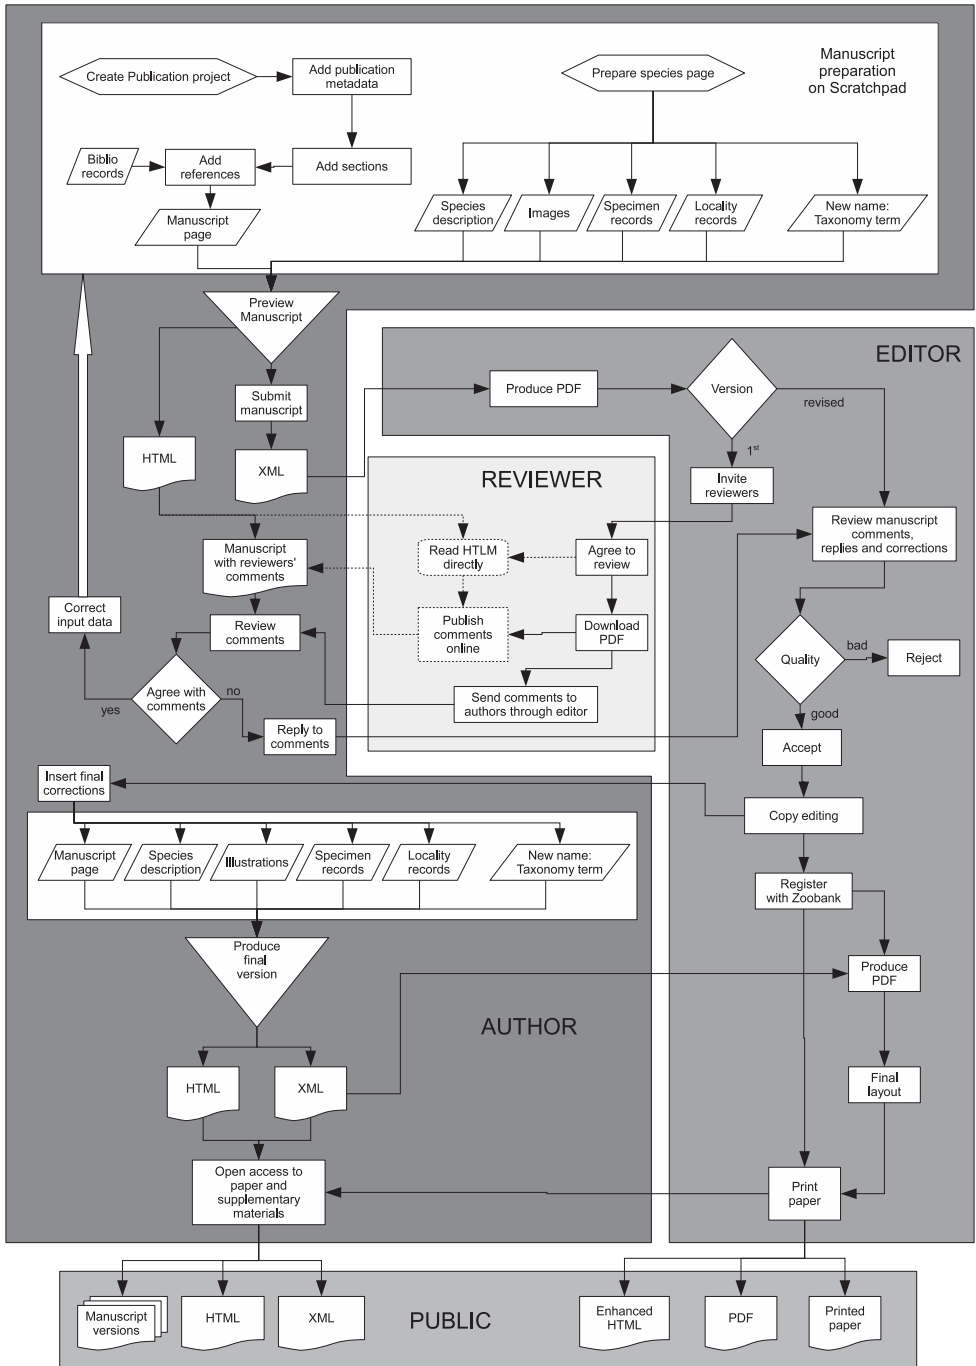 Manuscript
preparation
on Scratchpad
Create Publication project
Add publication
metadata
Prepare species page
Biblio
records
Add
references
Add sections
Manuscript
page
Species
description
Images
Specimen
records
Locality
records
New name:
Taxonomy term
Preview
Manuscript
EDITOR
Submit
manuscript
Produce PDF
Version
revised
1st
HTML
XML
REVIEWER
Invite
reviewers
Review manuscript
comments,
replies and corrections
Manuscript
with reviewers'
comments
Read HTLM
directly
Agree to
review
Correct
input data
Review
comments
Publish
comments
online
Download
PDF
Quality
bad
Reject
good
yes
Agree with
comments
no
Send comments to
authors through editor
Reply to
comments
Accept
Insert final
corrections
Copy editing
Manuscript
page
Species
description
Illustrations
Specimen
records
Locality
records
New name:
Taxonomy term
Register
with Zoobank
Produce
final
version
Produce
PDF
AUTHOR
HTML
XML
Final
layout
Open access to
paper and
supplementary
materials
Print
paper
Manuscript
versions
HTML
XML
PUBLIC
Enhanced
HTML
PDF
Printed
paper